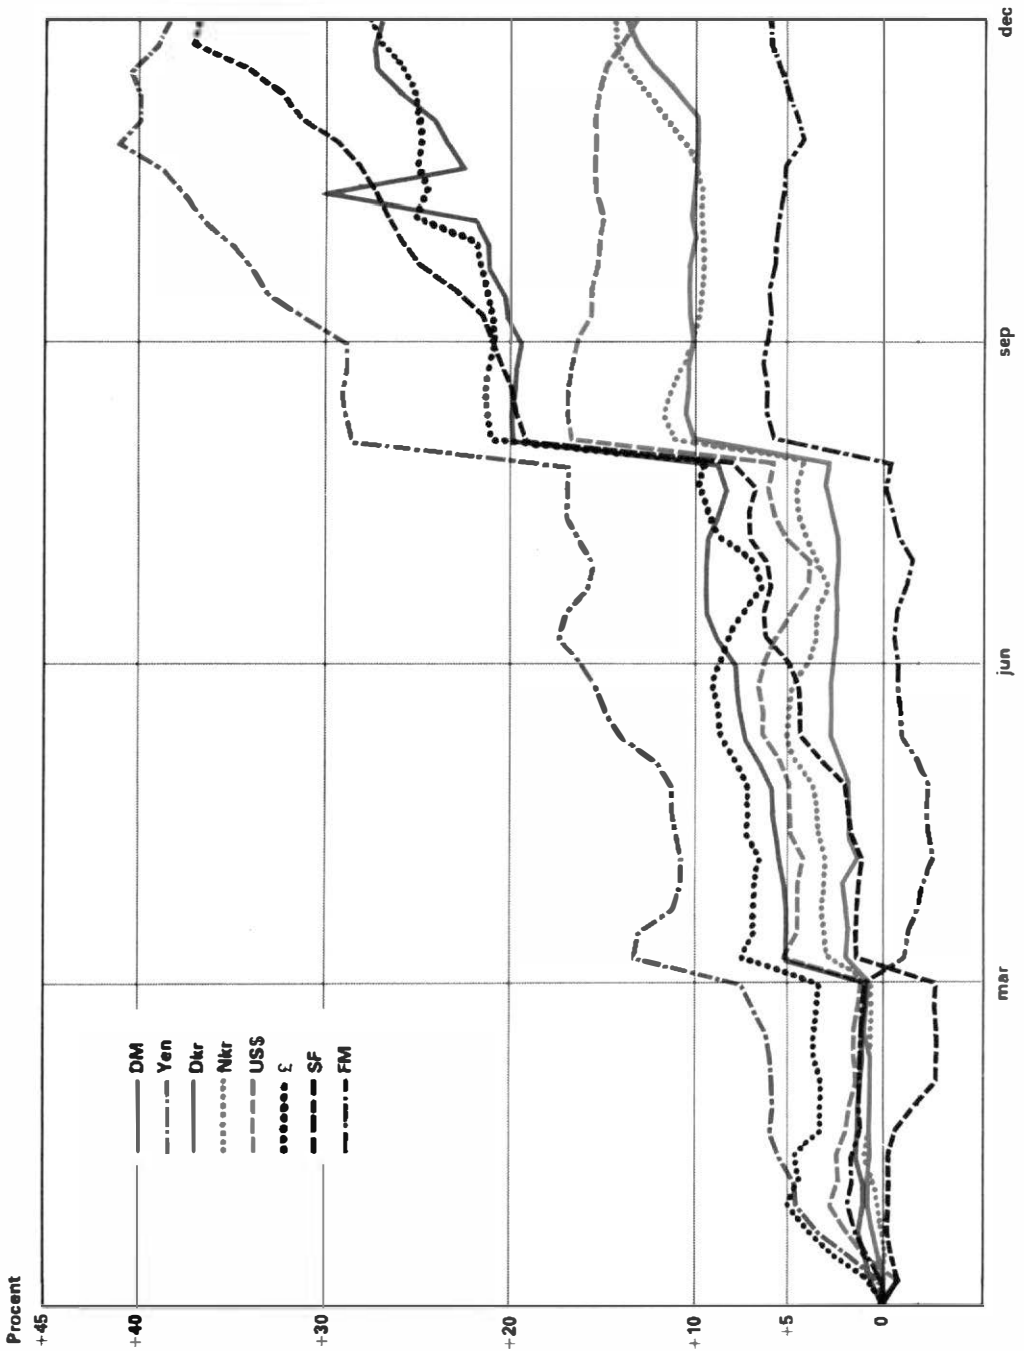 Procent
+45
+40
+30
+20
+10
+5
0
DM
Yen
Dkr
Nkr
US$
£
SF
FM
mar
jun
sep
dec